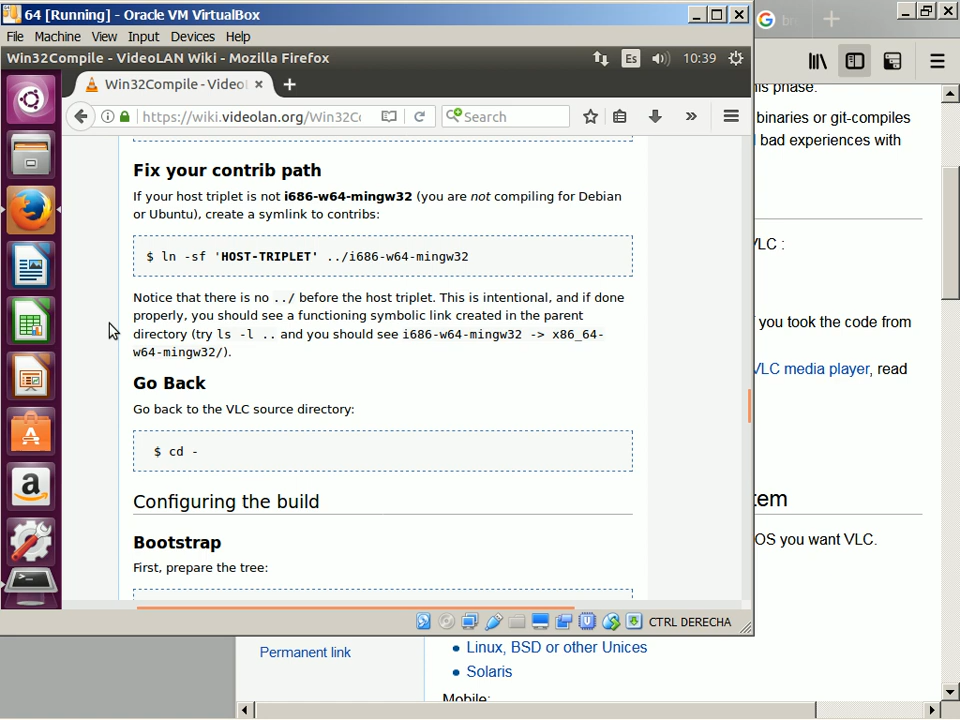 64 [Running] - Oracle VM VirtualBox
File Machine View Input Devices Help
Win32Compile - VideoLAN Wiki - Mozilla Firefox
Es
10:39
Win32Compile - Videol
https://wiki.videolan.org/Win32C
Search
Fix your contrib path
If your host triplet is not i686-w64-mingw32 (you are not compiling for Debian
or Ubuntu), create a symlink to contribs:
$ ln -sf 'HOST-TRIPLET' ../i686-w64-mingw32
Notice that there is no ../ before the host triplet. This is intentional, and if done
properly, you should see a functioning symbolic link created in the parent
directory (try ls -l .. and you should see i686-w64-mingw32 -> x86_64-
w64-mingw32/).
Go Back
Go back to the VLC source directory:
$ cd -
Configuring the build
Bootstrap
First, prepare the tree:
CTRL DERECHA
his phase.
binaries or git-compiles
bad experiences with
VLC :
you took the code from
VLC media player, read
tem
OS you want VLC.
Permanent link
Linux, BSD or other Unices
Solaris
Mobile: